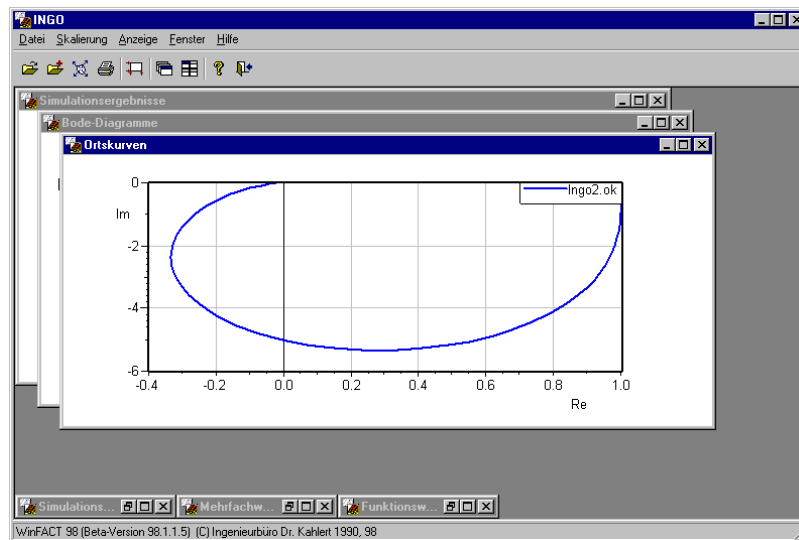 INGO
Datei Skalierung Anzeige Fenster Hilfe
Simulationsergebnisse
Bode-Diagramme
Ortskurven
Ingo2.ok
0
Im
-2
-4
-6
-0.4 -0.2 0.0 0.2 0.4 0.6 0.8 1.0
Re
Simulations... Mehrfachw... Funktionsw...
WinFACT 98 (Beta-Version 98.1.1.5) (C) Ingenieurbüro Dr. Kahlert 1990, 98